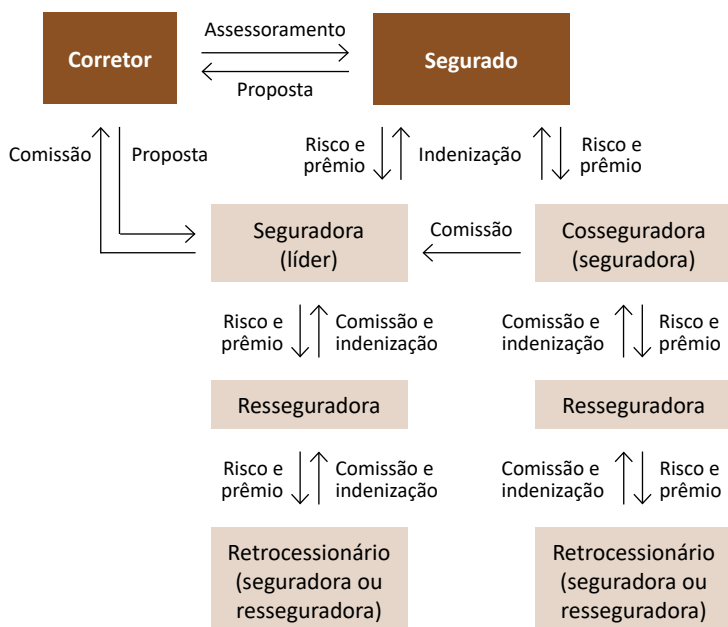 Assessoramento
Corretor
Segurado
Proposta
Comissão
Proposta
Risco e
prêmio
Indenização
Risco e
prêmio
Seguradora
(líder)
Comissão
Cosseguradora
(seguradora)
Risco e
prêmio
Comissão e
indenização
Comissão e
indenização
Risco e
prêmio
Resseguradora
Resseguradora
Risco e
prêmio
Comissão e
indenização
Comissão e
indenização
Risco e
prêmio
Retrocessionário
(seguradora ou
resseguradora)
Retrocessionário
(seguradora ou
resseguradora)